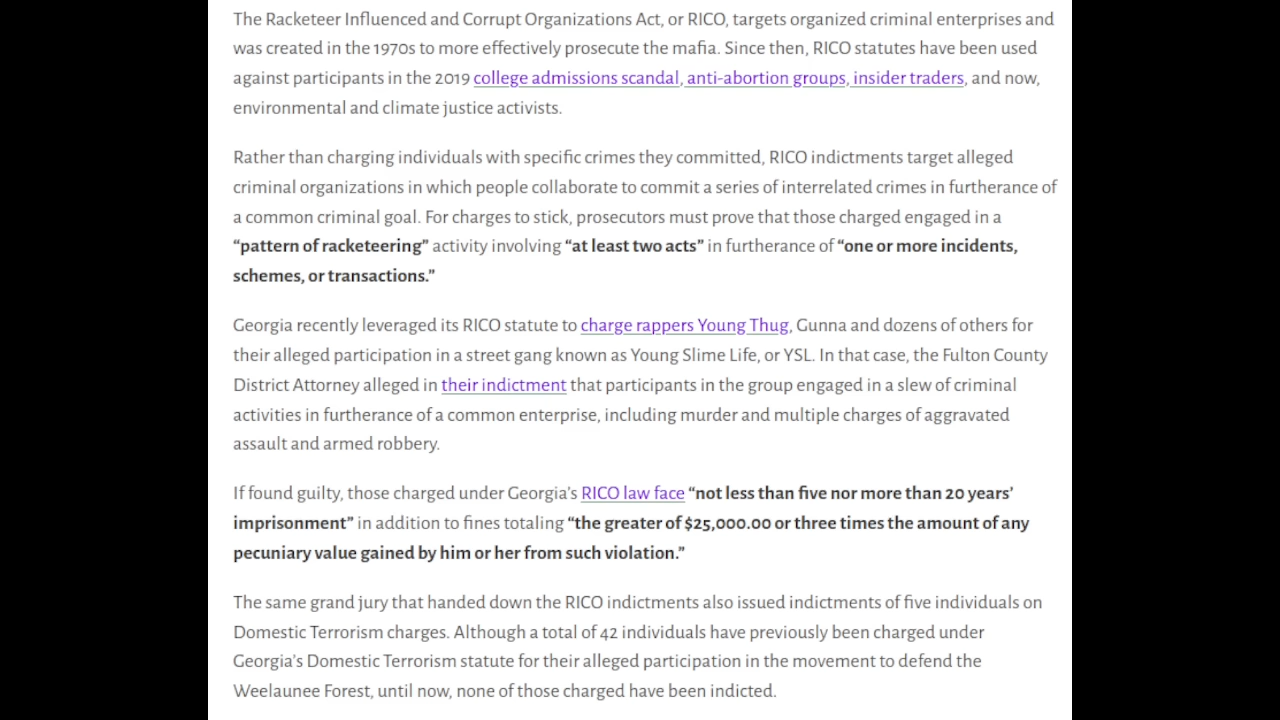 The Racketeer Influenced and Corrupt Organizations Act, or RICO, targets organized criminal enterprises and
was created in the 1970s to more effectively prosecute the mafia. Since then, RICO statutes have been used
against participants in the 2019 college admissions scandal, anti-abortion groups, insider traders, and now,
environmental and climate justice activists.
Rather than charging individuals with specific crimes they committed, RICO indictments target alleged
criminal organizations in which people collaborate to commit a series of interrelated crimes in furtherance of
a common criminal goal. For charges to stick, prosecutors must prove that those charged engaged in a
“pattern of racketeering” activity involving “at least two acts” in furtherance of “one or more incidents,
schemes, or transactions.”
Georgia recently leveraged its RICO statute to charge rappers Young Thug, Gunna and dozens of others for
their alleged participation in a street gang known as Young Slime Life, or YSL. In that case, the Fulton County
District Attorney alleged in their indictment that participants in the group engaged in a slew of criminal
activities in furtherance of a common enterprise, including murder and multiple charges of aggravated
assault and armed robbery.
If found guilty, those charged under Georgia’s RICO law face “not less than five nor more than 20 years’
imprisonment” in addition to fines totaling “the greater of $25,000.00 or three times the amount of any
pecuniary value gained by him or her from such violation.”
The same grand jury that handed down the RICO indictments also issued indictments of five individuals on
Domestic Terrorism charges. Although a total of 42 individuals have previously been charged under
Georgia’s Domestic Terrorism statute for their alleged participation in the movement to defend the
Weelaunee Forest, until now, none of those charged have been indicted.